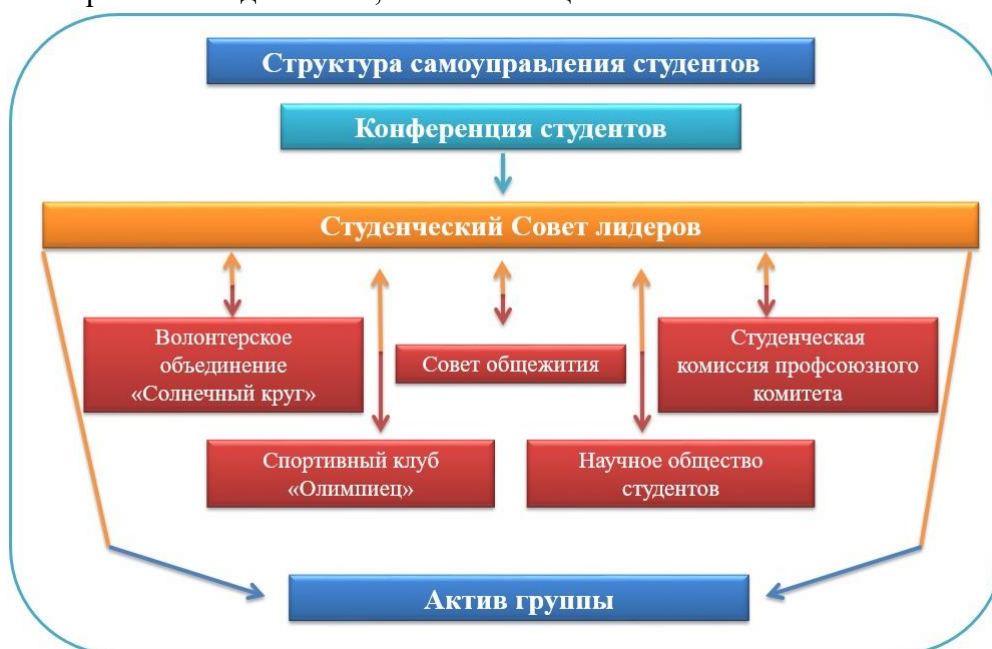 Структура самоуправления студентов
Конференция студентов
Студенческий Совет лидеров
Волонтерское
объединение
«Солнечный круг»
Совет общежития
Студенческая
комиссия профсоюзного
комитета
Спортивный клуб
«Олимпиец»
Научное общество
студентов
Актив группы